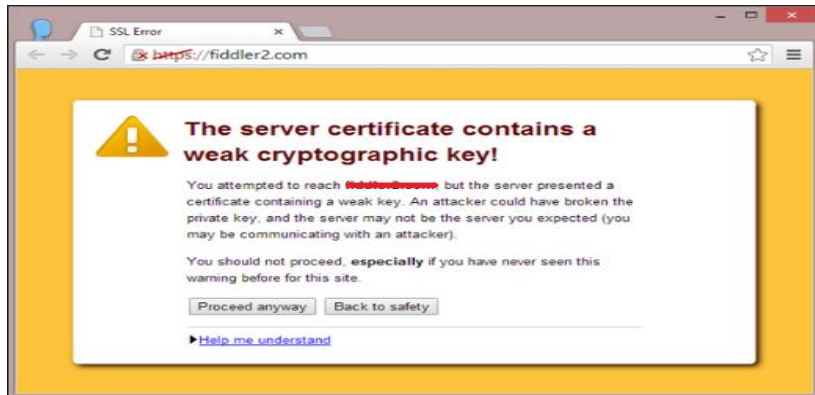 SSL Error
https://fiddler2.com
The server certificate contains a
weak cryptographic key!
You attempted to reach , but the server presented a
certificate containing a weak key. An attacker could have broken the
private key, and the server may not be the server you expected (you
may be communicating with an attacker).
You should not proceed, especially if you have never seen this
warning before for this site.
Proceed anyway Back to safety
Help me understand